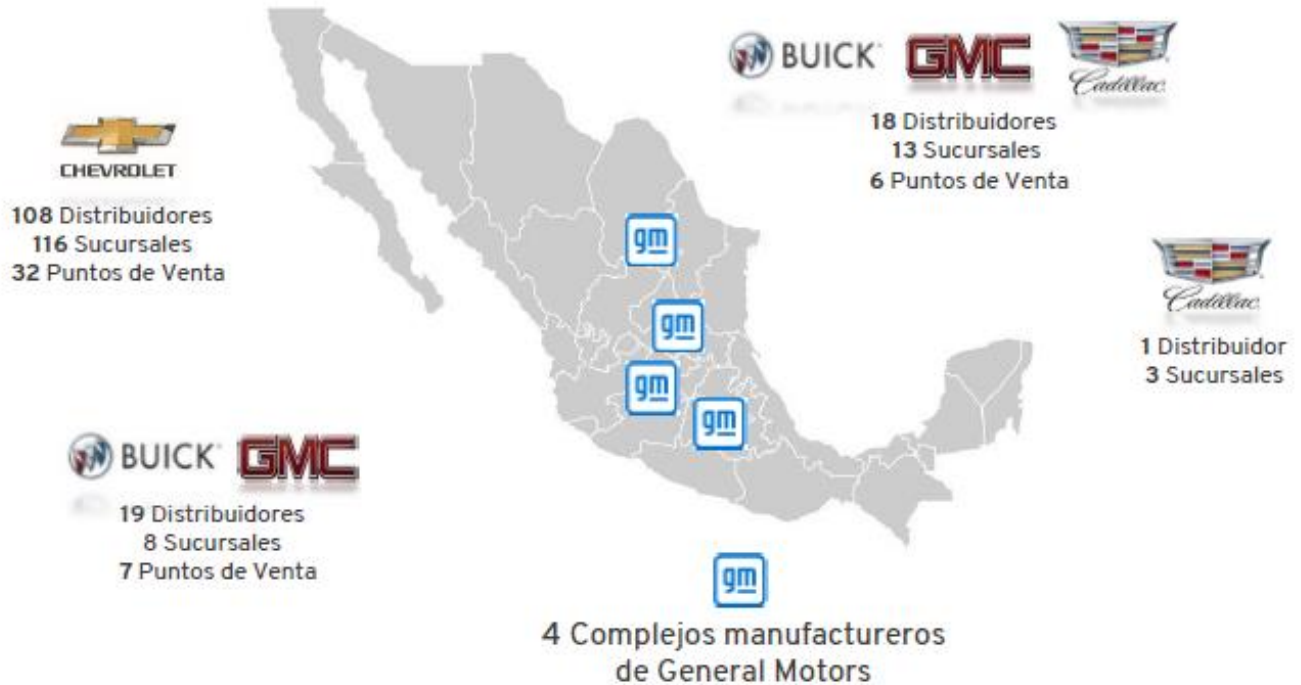 BUICK GMC Cadillac
18 Distribuidores
13 Sucursales
6 Puntos de Venta
CHEVROLET
108 Distribuidores
116 Sucursales
32 Puntos de Venta
gm
Cadillac
1 Distribuidor
3 Sucursales
gm
gm
gm
BUICK GMC
19 Distribuidores
8 Sucursales
7 Puntos de Venta
gm
4 Complejos manufactureros
de General Motors